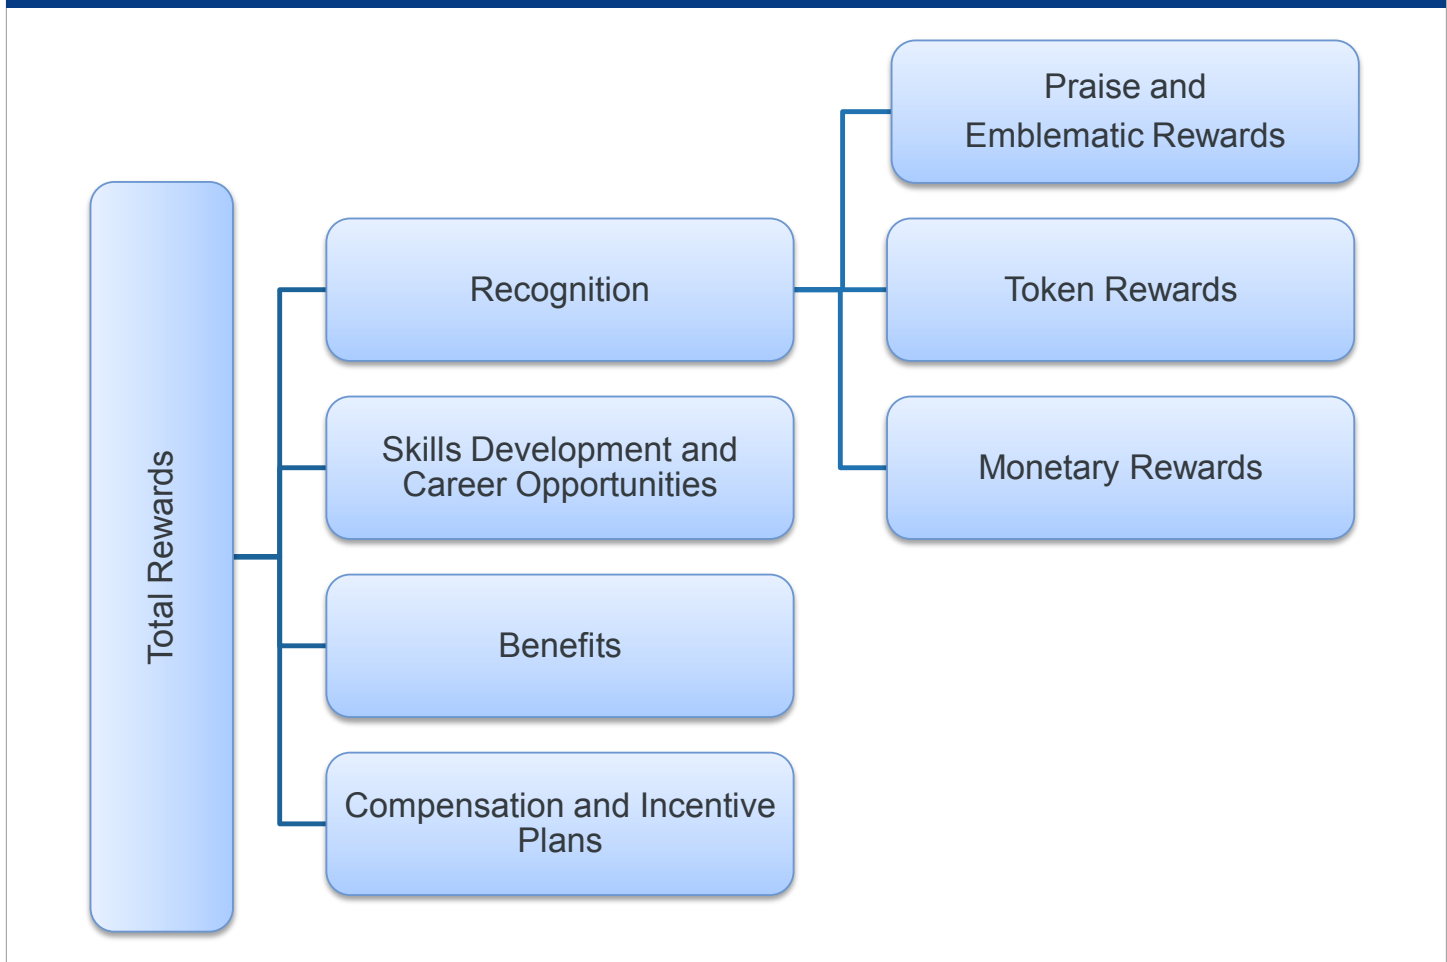 Total Rewards
Recognition
Skills Development and
Career Opportunities
Benefits
Compensation and Incentive
Plans
Praise and
Emblematic Rewards
Token Rewards
Monetary Rewards